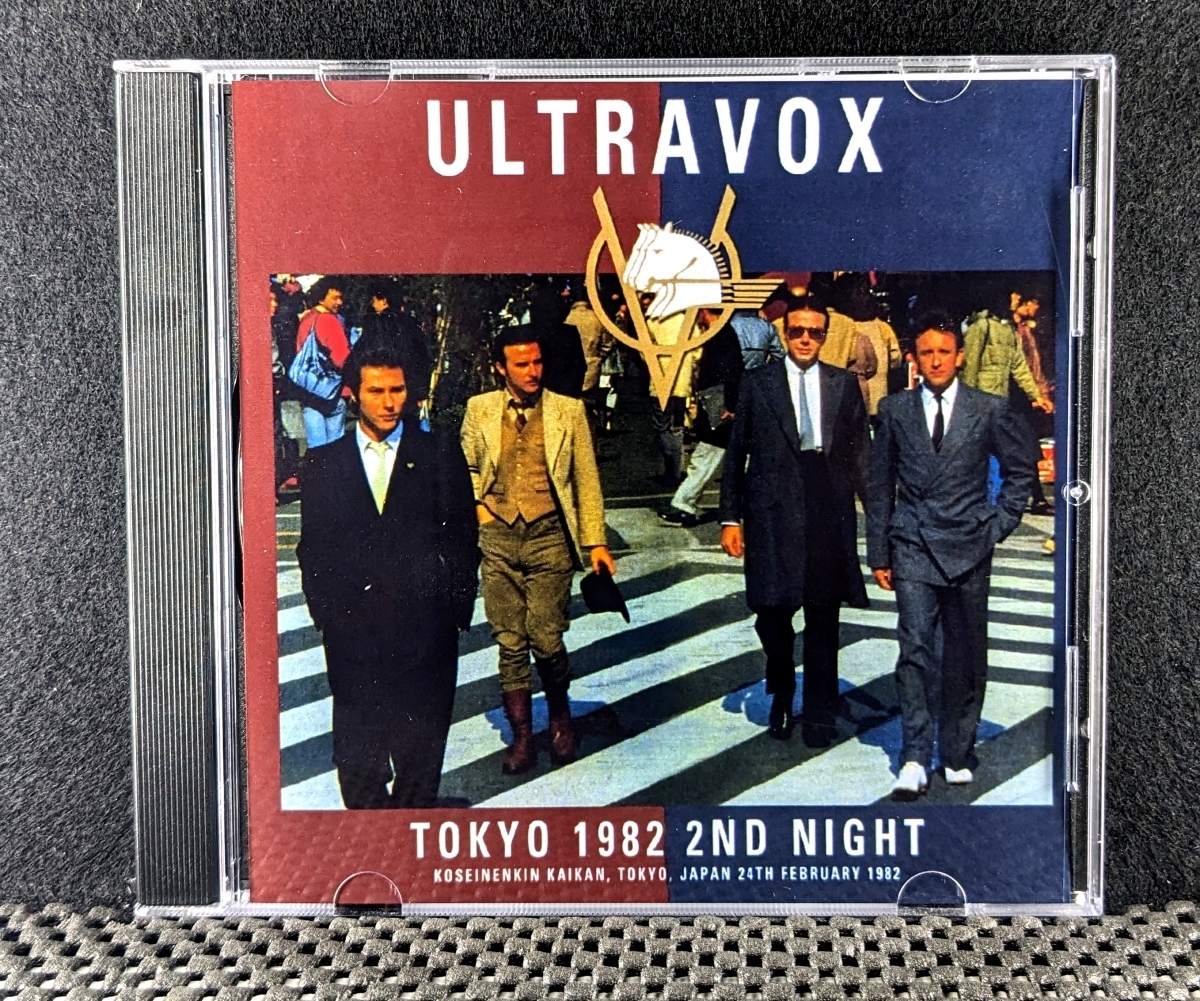 ULTRAVOX
TOKYO 1982 2ND NIGHT
KOSEINENKIN KAIKAN, TOKYO, JAPAN 24TH FEBRUARY 1982